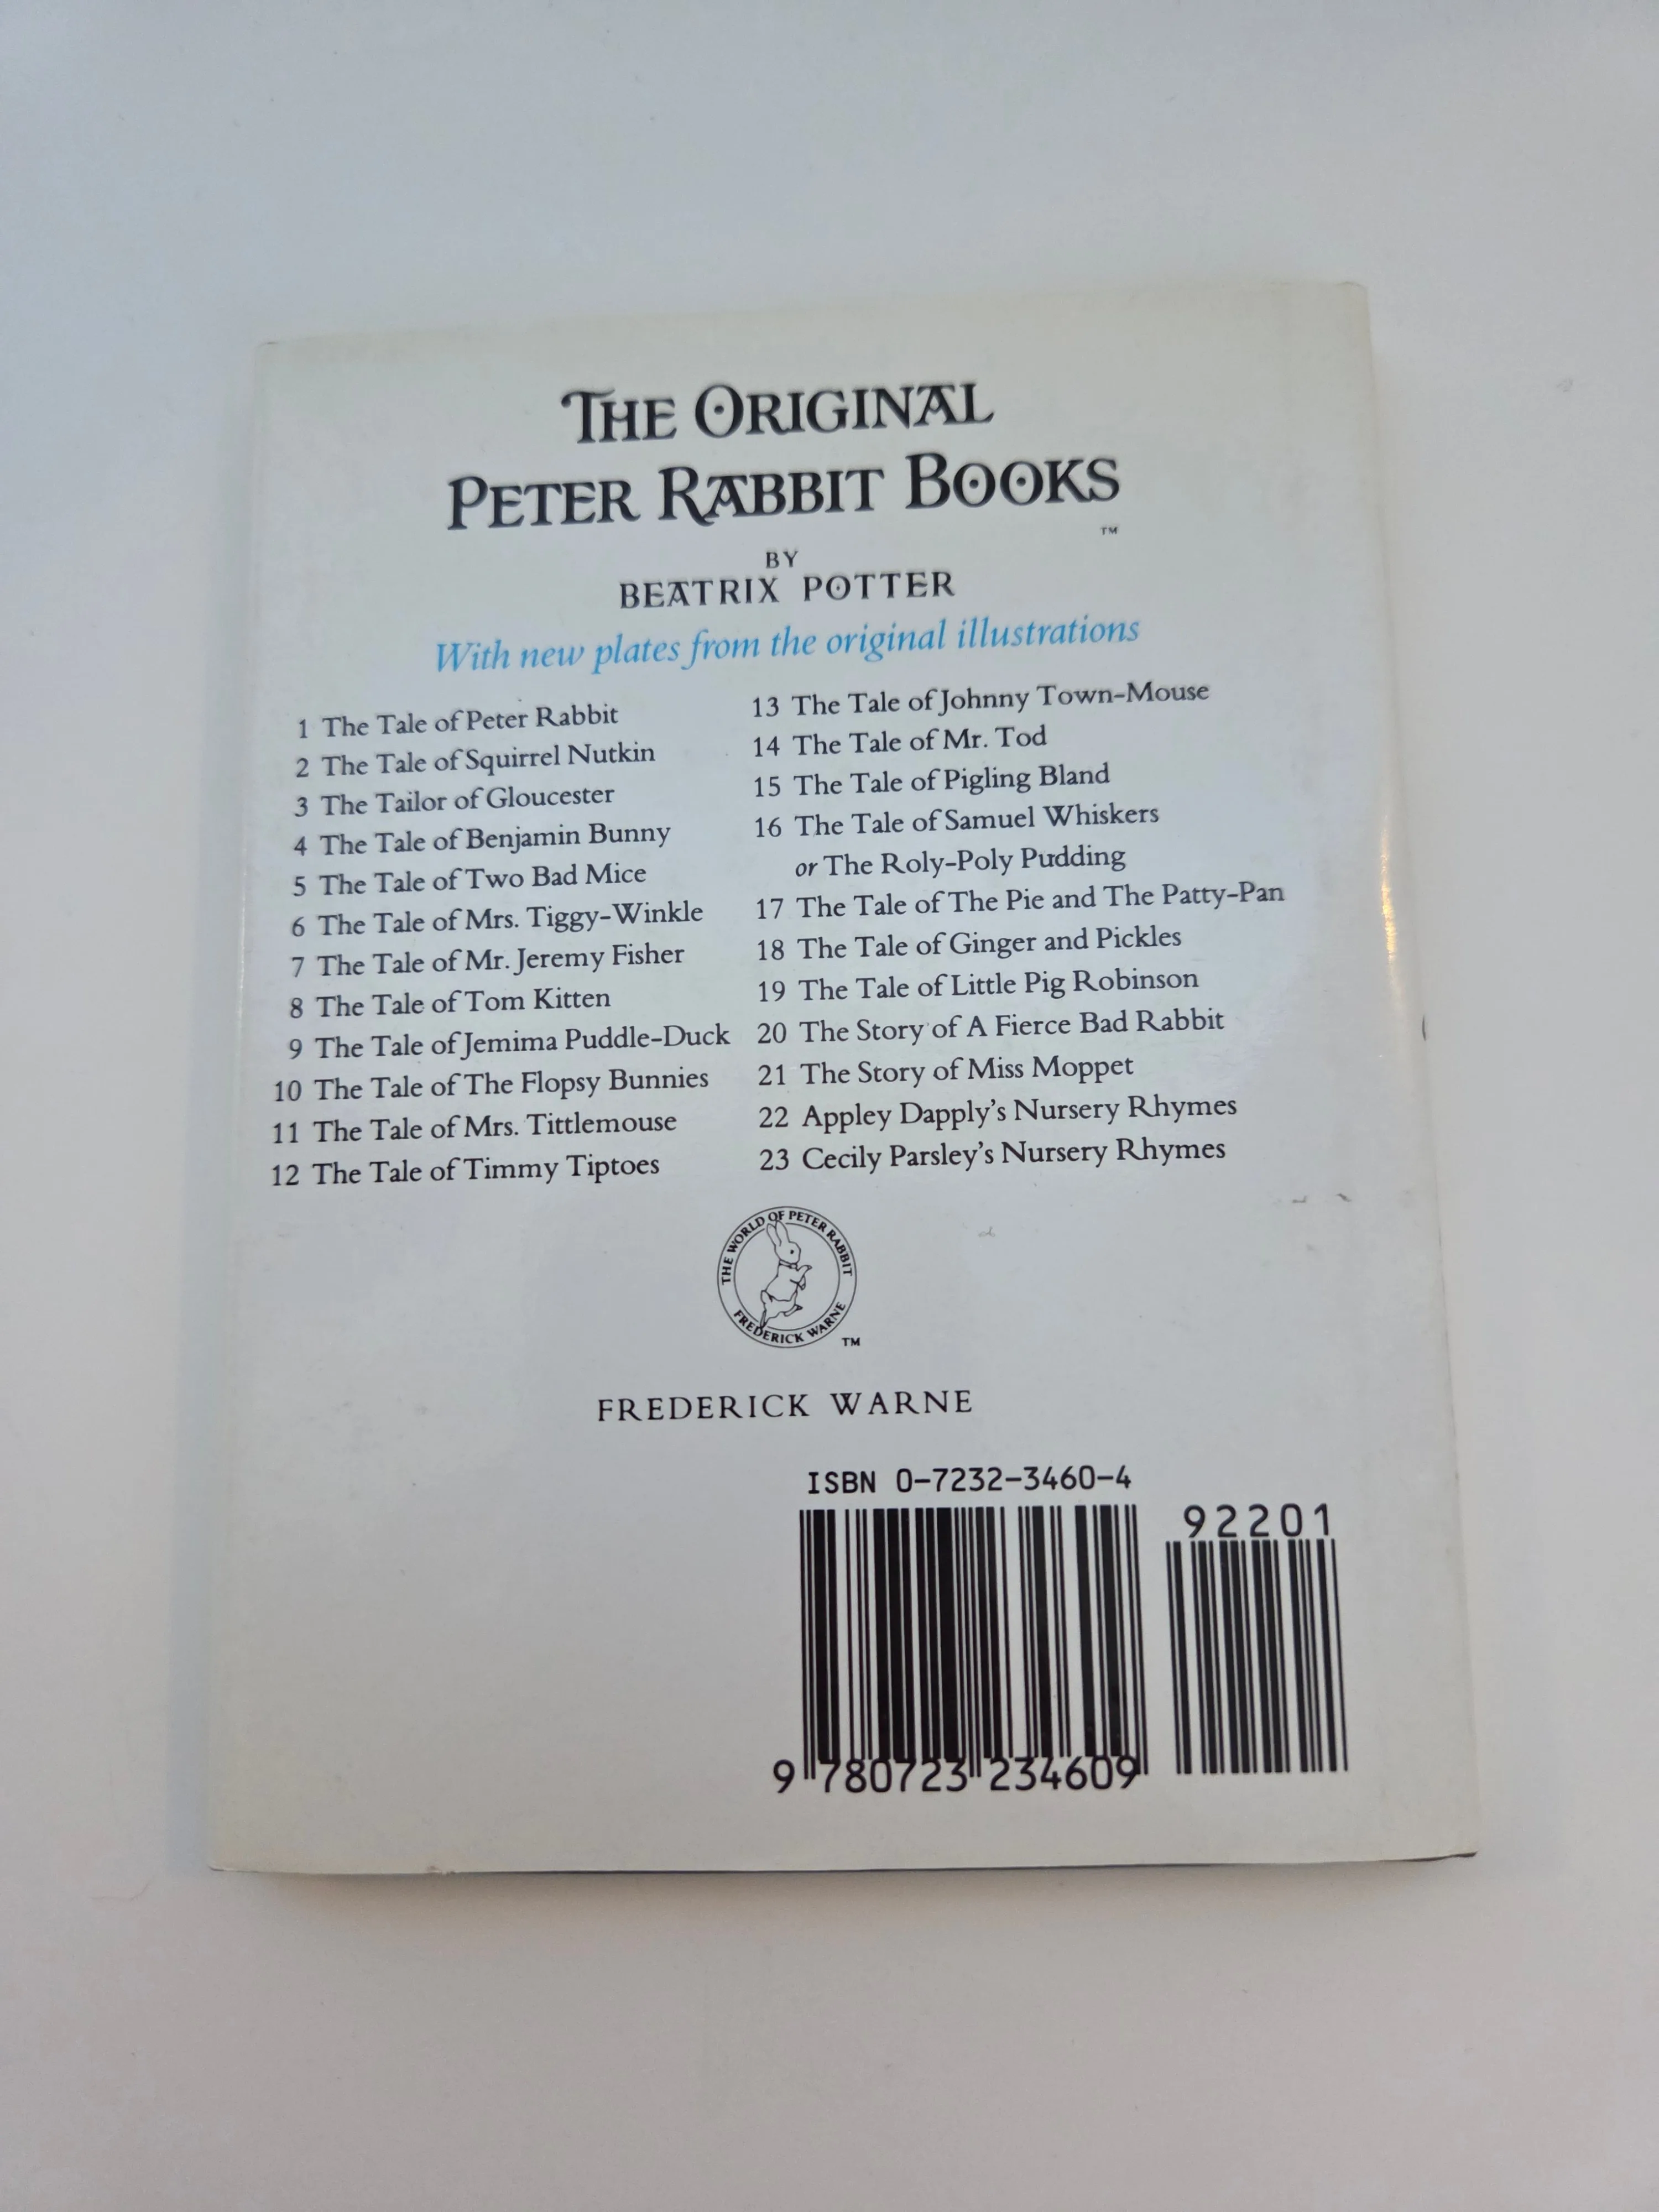 THE ORIGINAL
PETER RABBIT BOOKS
™
BY
BEATRIX POTTER
With new plates from the original illustrations
1 The Tale of Peter Rabbit
2 The Tale of Squirrel Nutkin
3 The Tailor of Gloucester
4 The Tale of Benjamin Bunny
5 The Tale of Two Bad Mice
6 The Tale of Mrs. Tiggy-Winkle
7 The Tale of Mr. Jeremy Fisher
8 The Tale of Tom Kitten
9 The Tale of Jemima Puddle-Duck
10 The Tale of The Flopsy Bunnies
11 The Tale of Mrs. Tittlemouse
12 The Tale of Timmy Tiptoes
13 The Tale of Johnny Town-Mouse
14 The Tale of Mr. Tod
15 The Tale of Pigling Bland
16 The Tale of Samuel Whiskers
or The Roly-Poly Pudding
17 The Tale of The Pie and The Patty-Pan
18 The Tale of Ginger and Pickles
19 The Tale of Little Pig Robinson
20 The Story of A Fierce Bad Rabbit
21 The Story of Miss Moppet
22 Appley Dapply's Nursery Rhymes
23 Cecily Parsley's Nursery Rhymes
THE WORLD OF PETER RABBIT
FREDERICK WARNE
™
FREDERICK WARNE
ISBN 0-7232-3460-4
92201
9 780723 234609